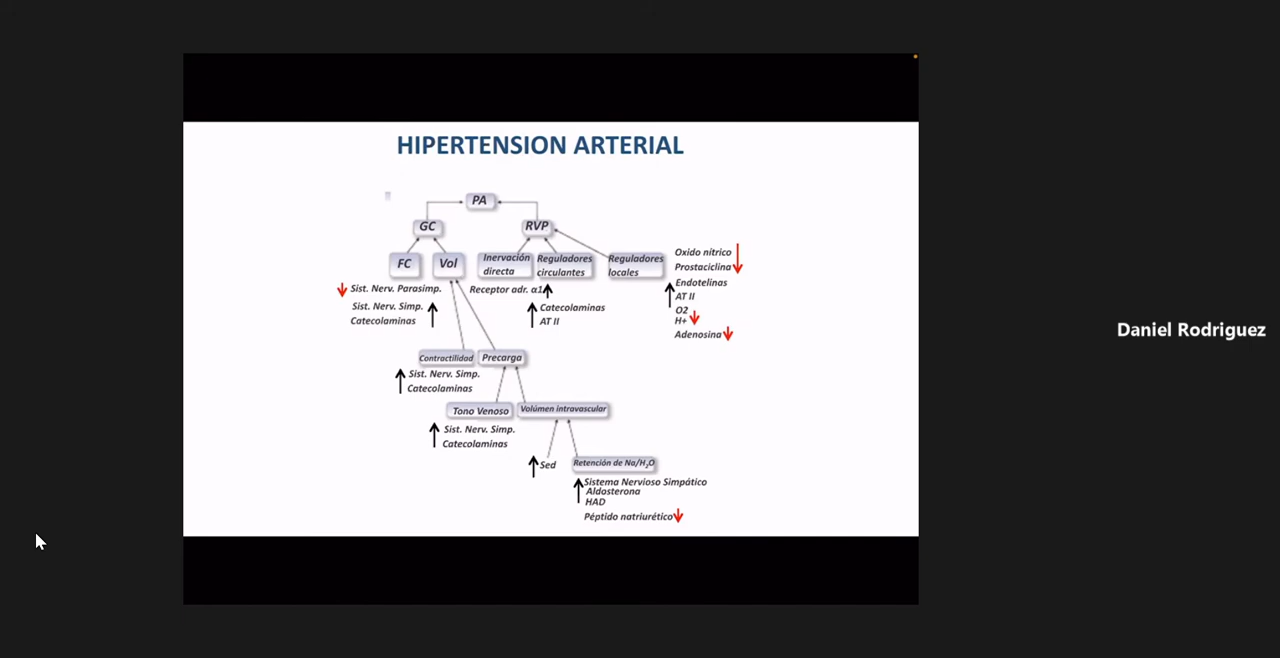 HIPERTENSION ARTERIAL
PA
GC
RVP
FC
Vol
Inervación
directa
Reguladores
circulantes
Reguladores
locales
Oxido nítrico
Prostaciclina
Endotelinas
AT II
O2
H+
Adenosina
Sist. Nerv. Parasimp.
Sist. Nerv. Simp.
Catecolaminas
Receptor adr. α1
Catecolaminas
AT II
Daniel Rodriguez
Contractilidad
Precarga
Sist. Nerv. Simp.
Catecolaminas
Tono Venoso
Volúmen intravascular
Sist. Nerv. Simp.
Catecolaminas
Sed
Retención de Na/H₂O
Sistema Nervioso Simpático
Aldosterona
HAD
Péptido natriurético